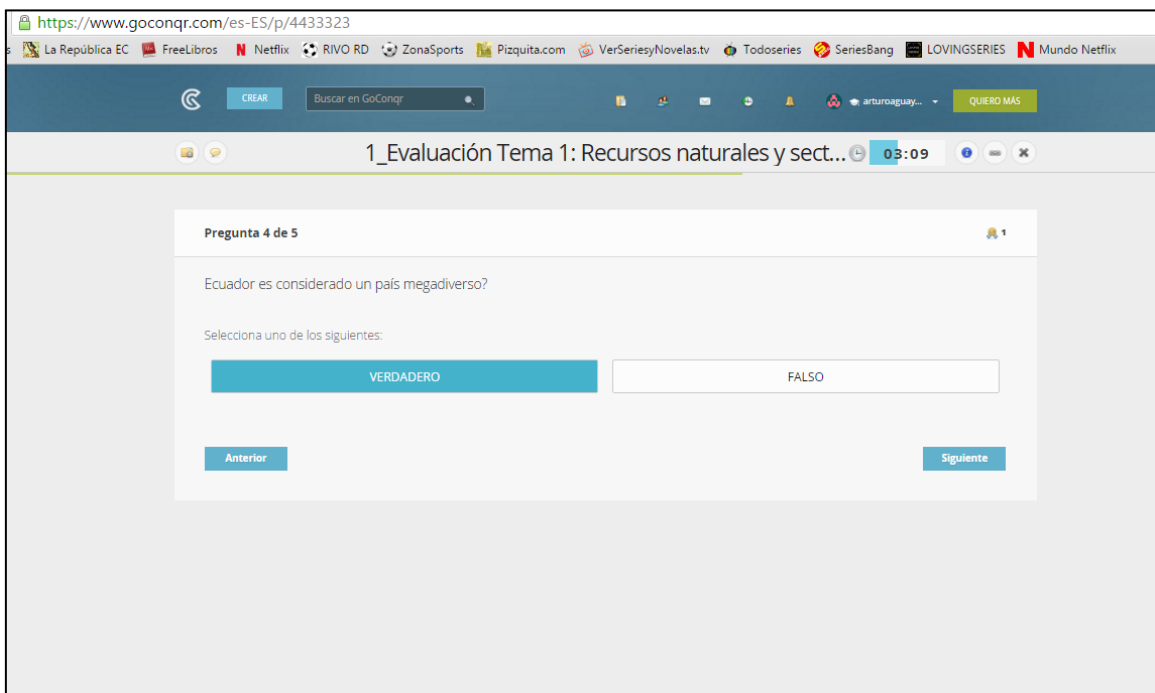 https://www.goconqr.com/es-ES/p/4433323
s La República EC FreeLibros Netflix RIVO RD ZonaSports Pizquita.com VerSeriesyNovelas.tv Todoseries SeriesBang LOVINGSERIES Mundo Netflix
CREAR Buscar en GoConqr arturoaguay... QUIERO MÁS
1_Evaluación Tema 1: Recursos naturales y sect... 03:09
Pregunta 4 de 5 1
Ecuador es considerado un país megadiverso?
Selecciona uno de los siguientes:
VERDADERO FALSO
Anterior Siguiente